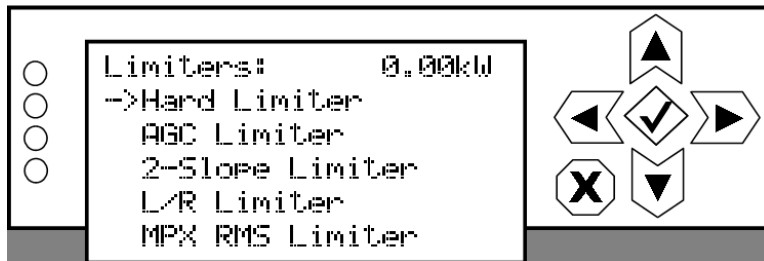 Limiters: 0.00kW
->Hard Limiter
AGC Limiter
2-Slope Limiter
L/R Limiter
MPX RMS Limiter
X